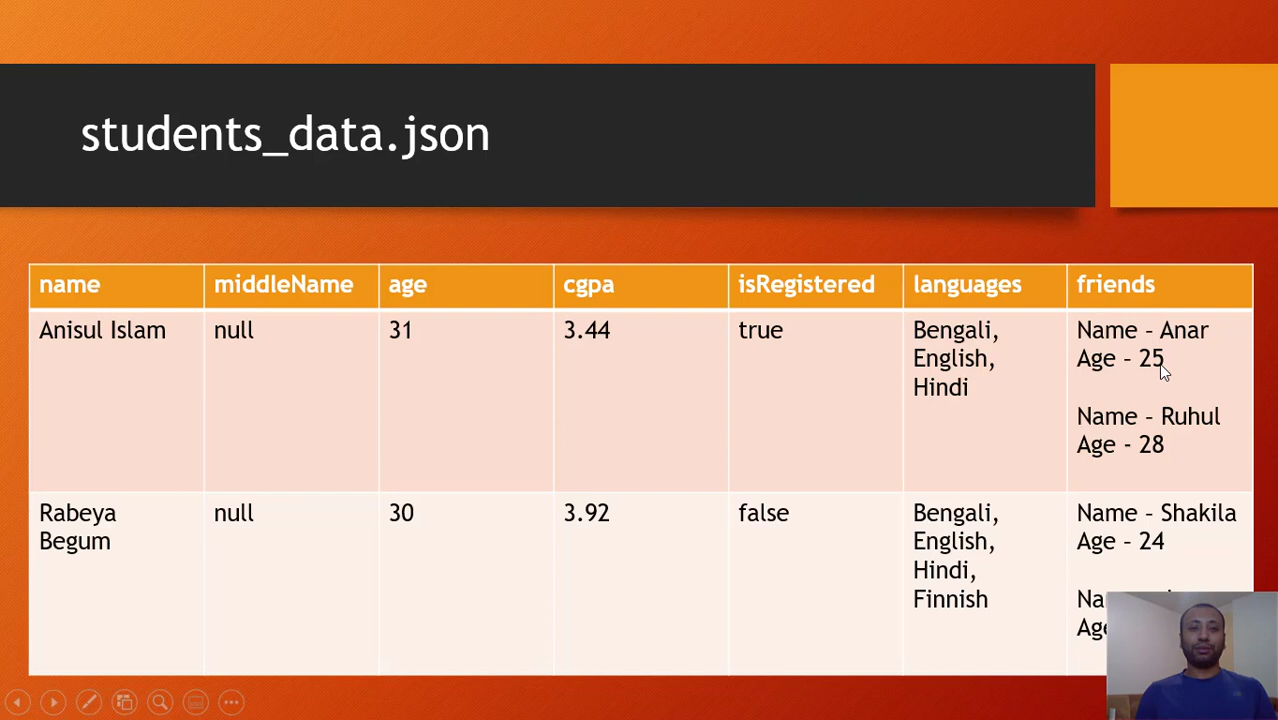 students_data.json
name middleName age cgpa isRegistered languages friends
Anisul Islam null 31 3.44 true Bengali, Name – Anar
English, Age – 25
Hindi
Name – Ruhul
Age - 28
Rabeya null 30 3.92 false Bengali, Name – Shakila
Begum English, Age – 24
Hindi,
Finnish